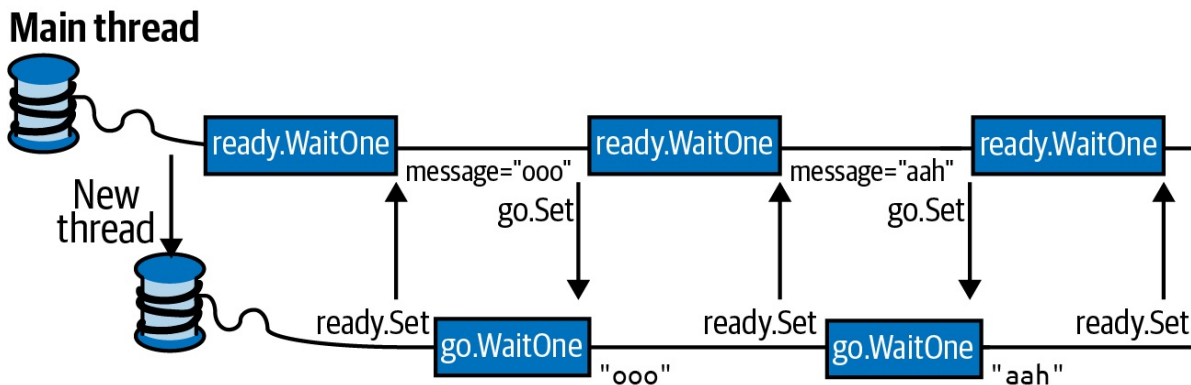 Main thread
ready.WaitOne
ready.WaitOne
ready.WaitOne
message="ooo"
message="aah"
go.Set
go.Set
New
thread
ready.Set
ready.Set
ready.Set
go.WaitOne
go.WaitOne
"ooo"
"aah"